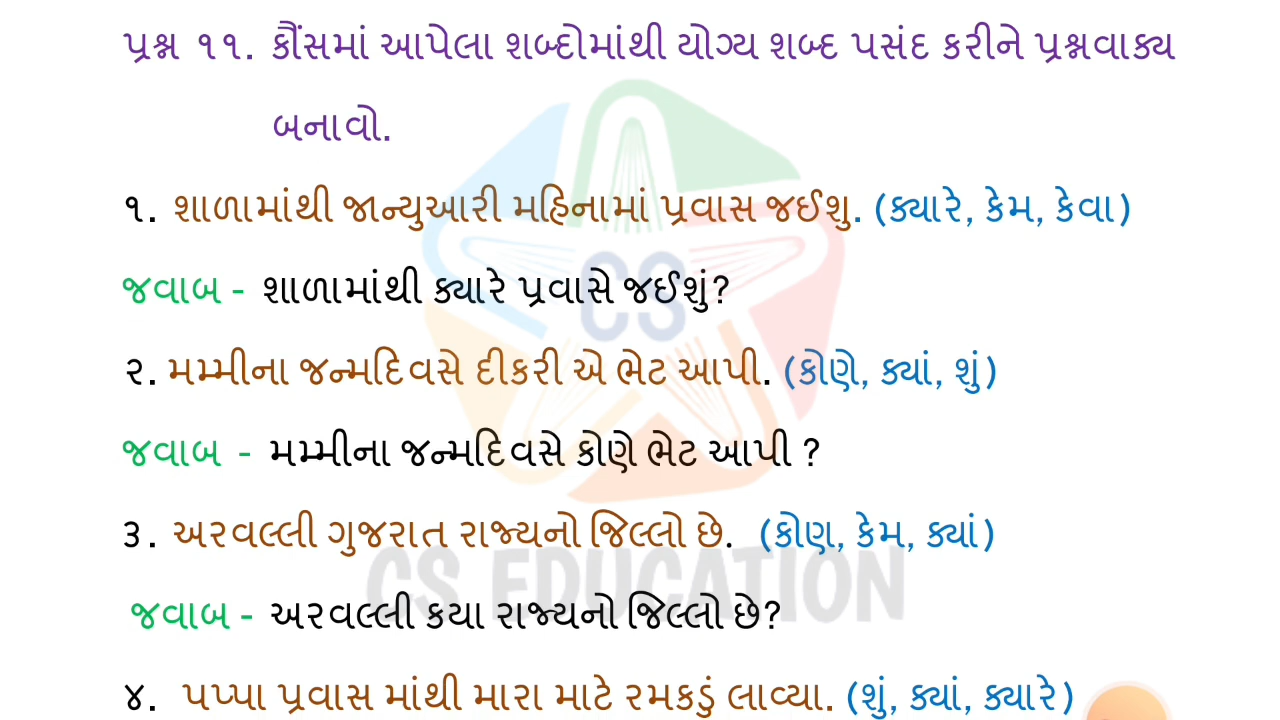 પ્રશ્ન ૧૧. કૌંસમાં આપેલા શબ્દોમાંથી યોગ્ય શબ્દ પસંદ કરીને પ્રશ્નવાક્ય
બનાવો.
૧. શાળામાંથી જાન્યુઆરી મહિનામાં પ્રવાસ જઈશુ. (ક્યારે, કેમ, કેવા)
જવાબ - શાળામાંથી ક્યારે પ્રવાસે જઈશું?
૨. મમ્મીના જન્મદિવસે દીકરી એ ભેટ આપી. (કોણે, ક્યાં, શું)
જવાબ - મમ્મીના જન્મદિવસે કોણે ભેટ આપી ?
૩. અરવલ્લી ગુજરાત રાજ્યનો જિલ્લો છે. (કોણ, કેમ, ક્યાં)
જવાબ - અરવલ્લી કયા રાજ્યનો જિલ્લો છે?
૪. પપ્પા પ્રવાસ માંથી મારા માટે રમકડું લાવ્યા. (શું, ક્યાં, ક્યારે)
CS
CS EDUCATION